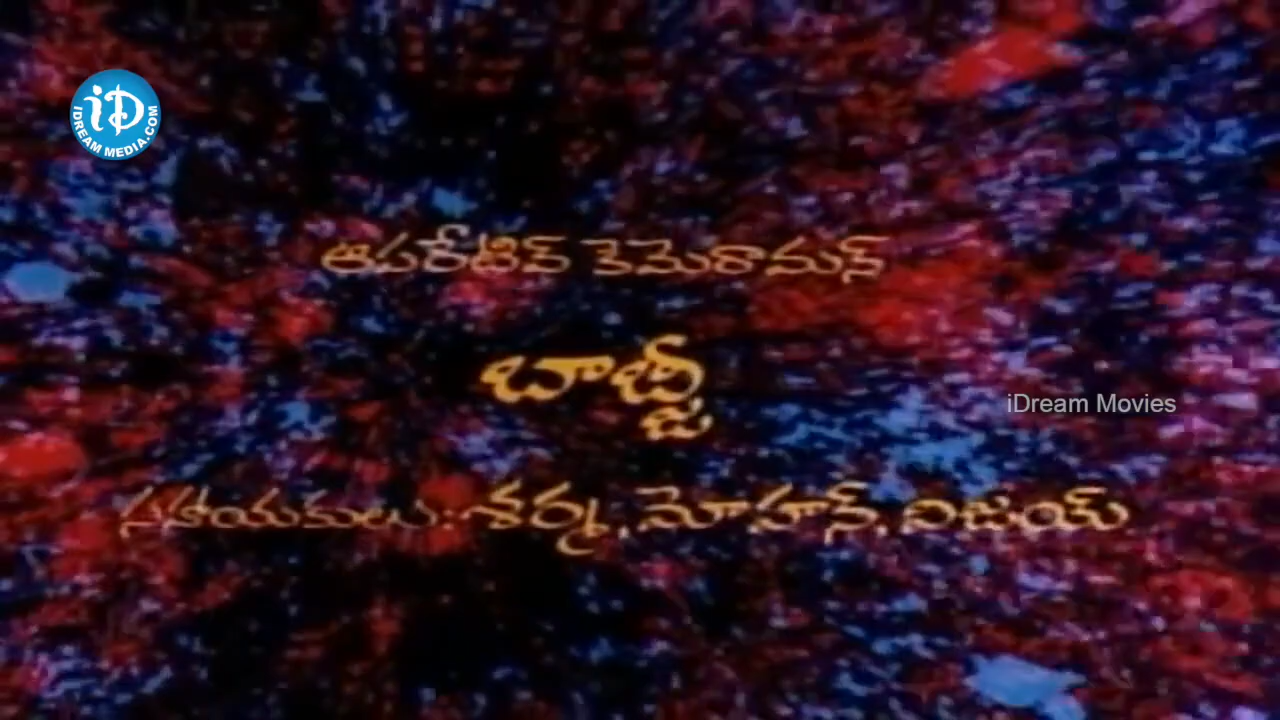 iD
IDREAM MEDIA.COM
ఆపరేటివ్ కెమెరామన్
బాబ్జీ
iDream Movies
సహాయకులు: శర్మ, మోహన్, విజయ్